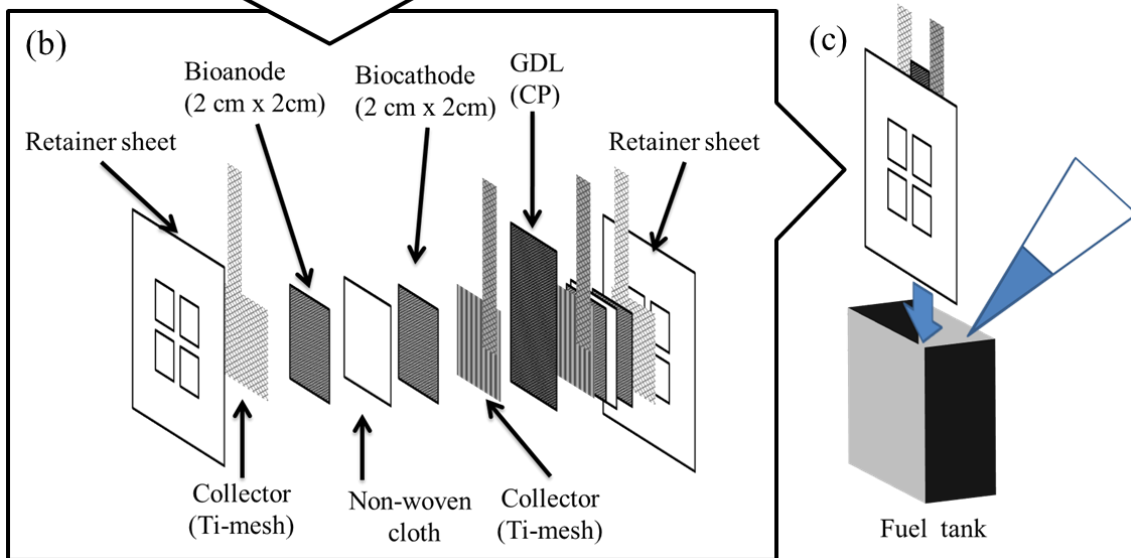 (b)
Bioanode
(2 cm x 2cm)
Biocathode
(2 cm x 2cm)
GDL
(CP)
Retainer sheet
Retainer sheet
Collector
(Ti-mesh)
Non-woven
cloth
Collector
(Ti-mesh)
(c)
Fuel tank